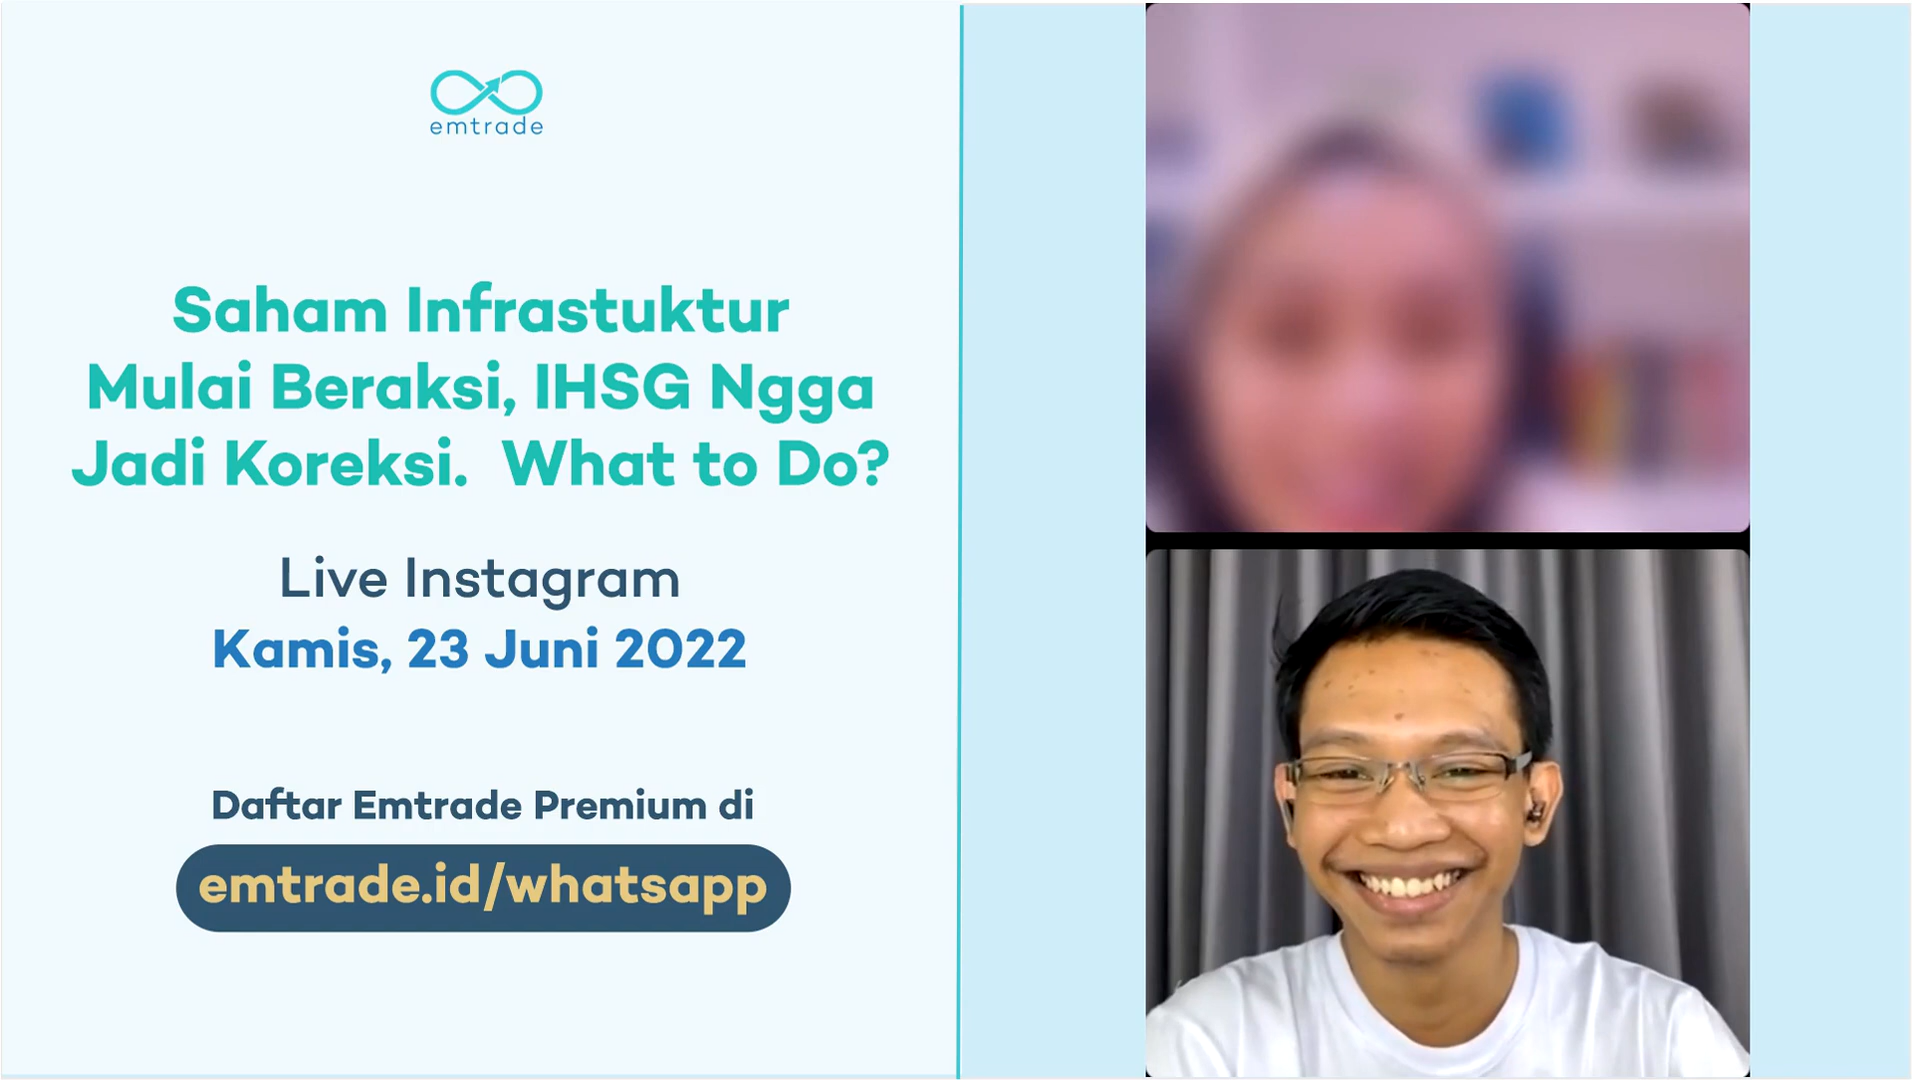 emtrade
Saham Infrastuktur
Mulai Beraksi, IHSG Ngga
Jadi Koreksi.  What to Do?
Live Instagram
Kamis, 23 Juni 2022
Daftar Emtrade Premium di
emtrade.id/whatsapp